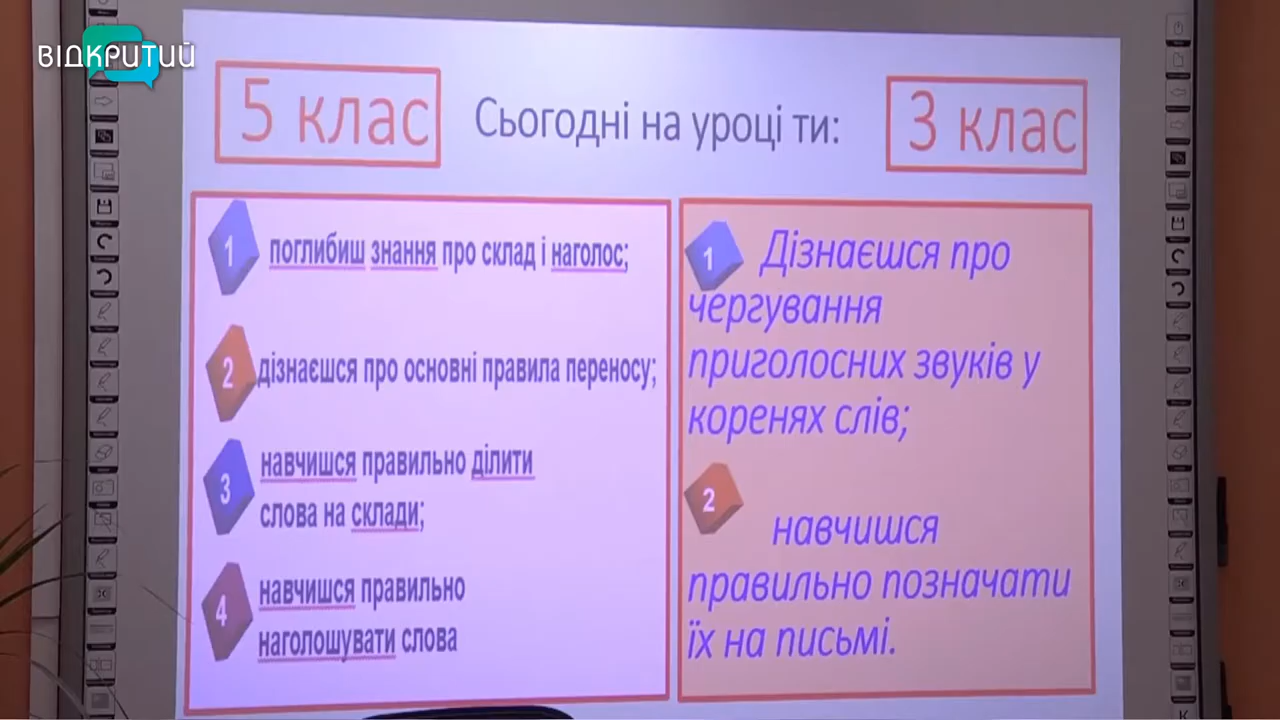 ВІДКРИТИЙ
5 клас
Сьогодні на уроці ти:
3 клас
1
поглибиш знання про склад і наголос;
2
дізнаєшся про основні правила переносу;
3
навчишся правильно ділити
слова на склади;
4
навчишся правильно
наголошувати слова
1
Дізнаєшся про
чергування
приголосних звуків у
коренях слів;
2
навчишся
правильно позначати
їх на письмі.